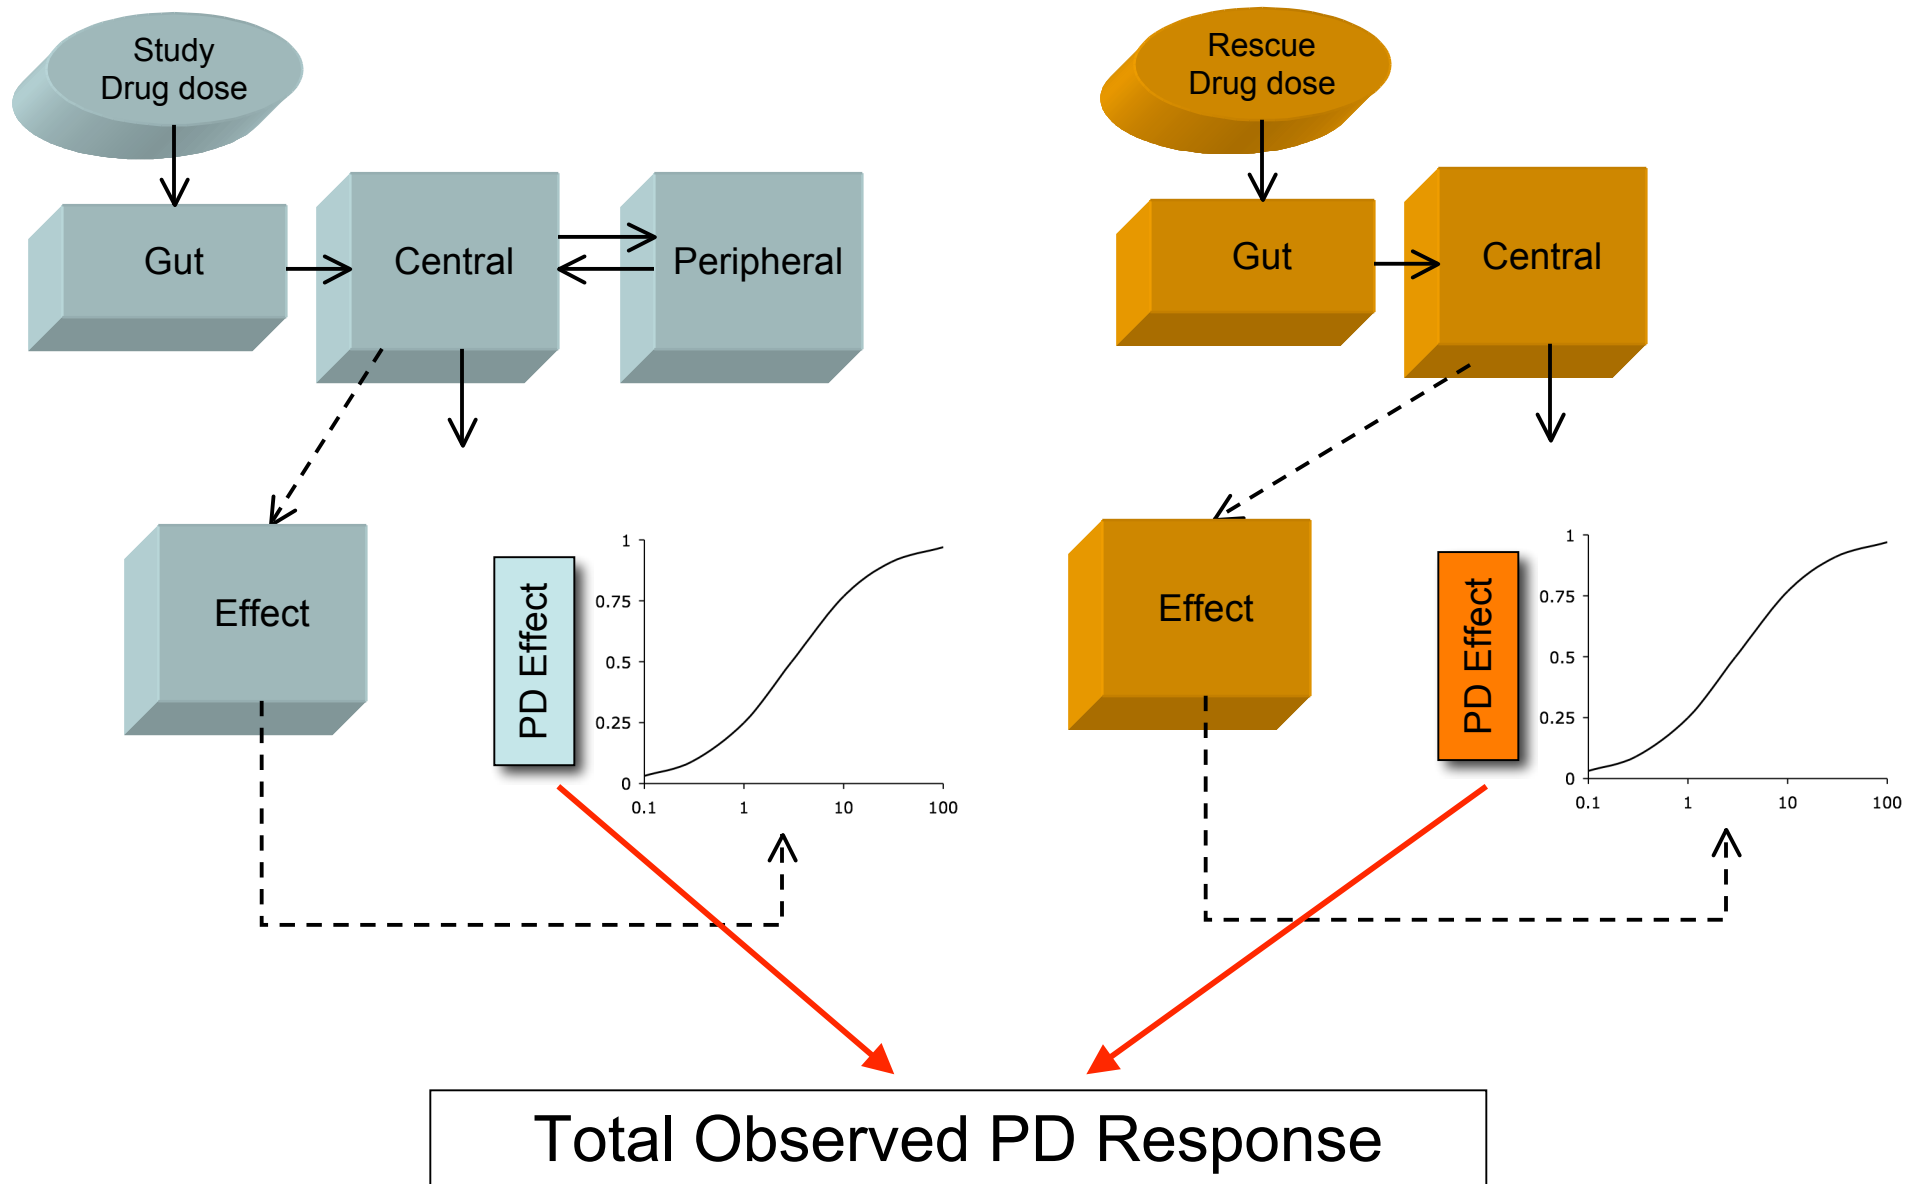 Study
Drug dose
Gut
Central
Peripheral
Effect
PD Effect
1
0.75
0.5
0.25
0
0.1
1
10
100
Rescue
Drug dose
Gut
Central
Effect
PD Effect
1
0.75
0.5
0.25
0
0.1
1
10
100
Total Observed PD Response